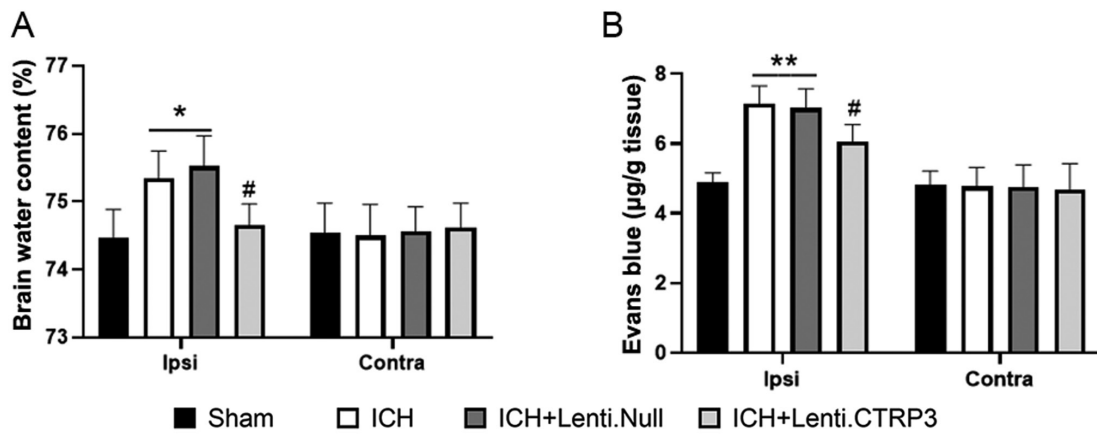 A
Brain water content (%)
77
76
75
74
73
*
#
Ipsi
Contra
B
Evans blue (µg/g tissue)
8
6
4
2
0
**
#
Ipsi
Contra
Sham
ICH
ICH+Lenti.Null
ICH+Lenti.CTRP3